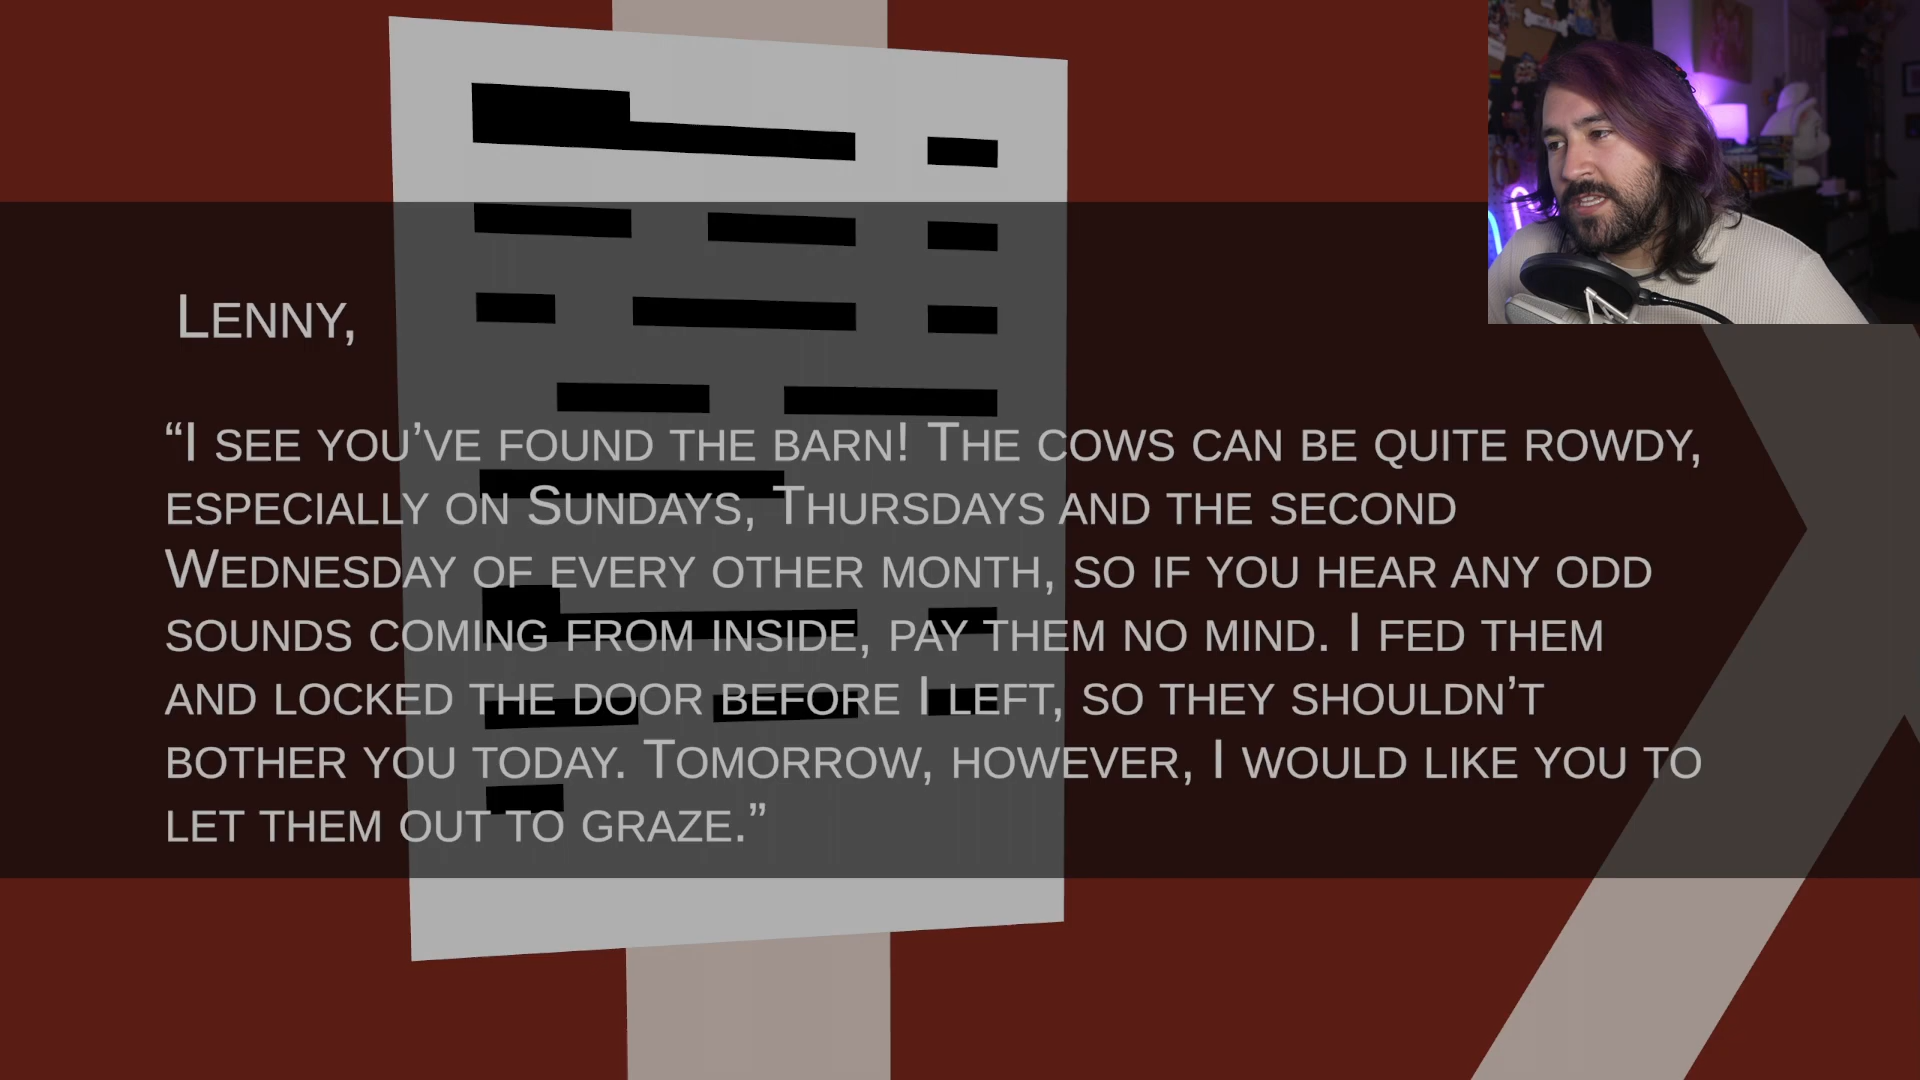 Lenny,
“I see you’ve found the barn! The cows can be quite rowdy,
especially on Sundays, Thursdays and the second
Wednesday of every other month, so if you hear any odd
sounds coming from inside, pay them no mind. I fed them
and locked the door before I left, so they shouldn’t
bother you today. Tomorrow, however, I would like you to
let them out to graze.”